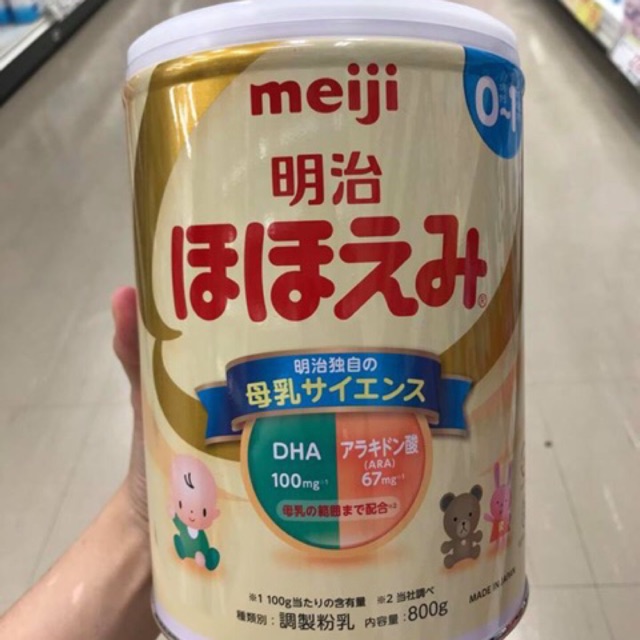 meiji
0~1
明治
ほほえみ®
明治独自の
母乳サイエンス
DHA
100mg※1
アラキドン酸
(ARA)
67mg※1
母乳の範囲まで配合※2
※1 100g当たりの含有量 ※2 当社調べ
MADE IN JAPAN
種類別:調製粉乳 内容量:800g